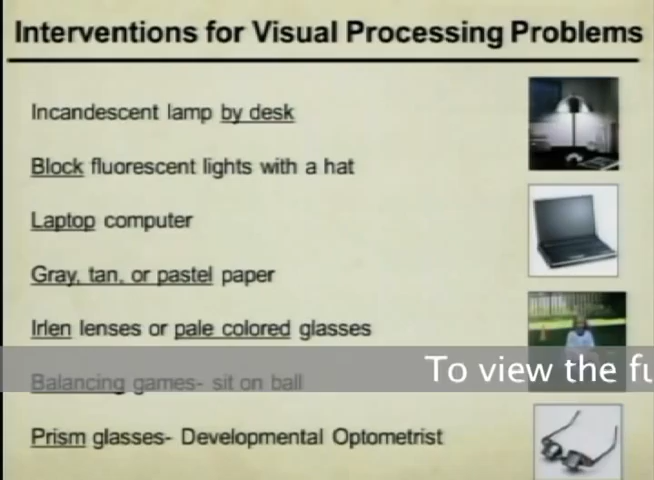 Interventions for Visual Processing Problems
Incandescent lamp by desk
Block fluorescent lights with a hat
Laptop computer
Gray, tan, or pastel paper
Irlen lenses or pale colored glasses
To view the
Balancing games- sit on ball
Prism glasses- Developmental Optometrist